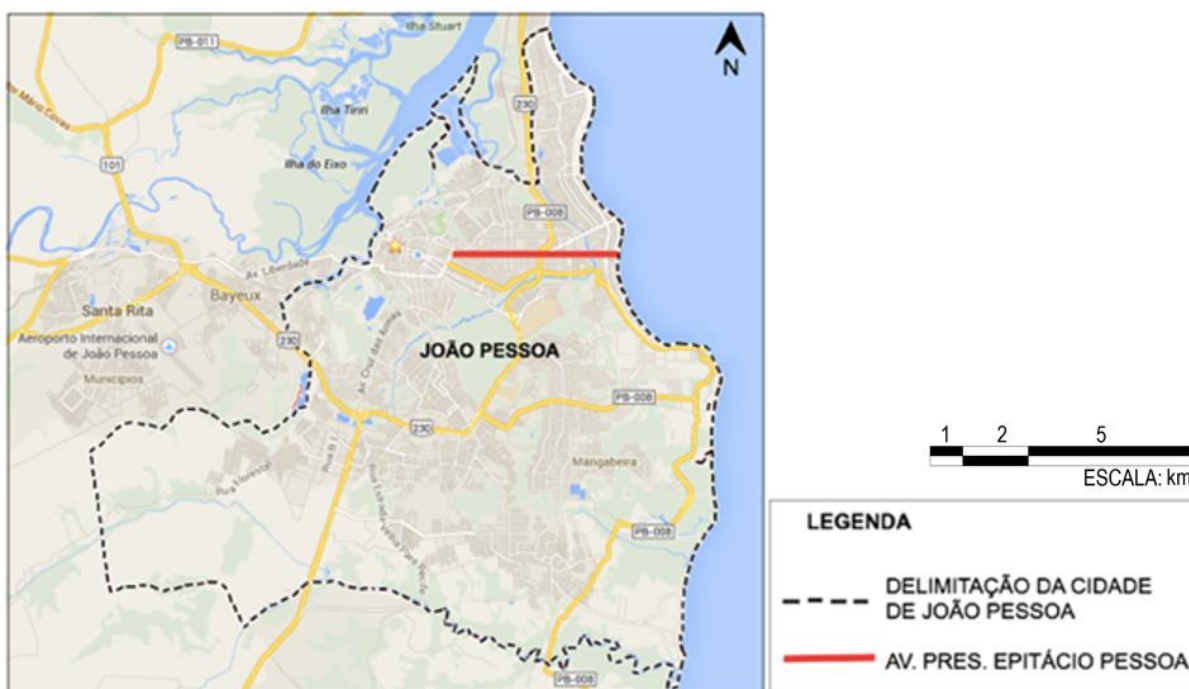 Ilha Stuart
PB-011
N
230
Ilha Tiriri
101
Ilha do Eixo
PB-008
Av Liberdade
Bayeux
Santa Rita
Aeroporto Internacional
de João Pessoa
230
Municipios
Av Cruz das Armas
JOÃO PESSOA
PB-008
230
Mangabeira
Rua Florestal
PB-008
PB-008
1 2 5
ESCALA: km
LEGENDA
DELIMITAÇÃO DA CIDADE
DE JOÃO PESSOA
AV. PRES. EPITÁCIO PESSOA